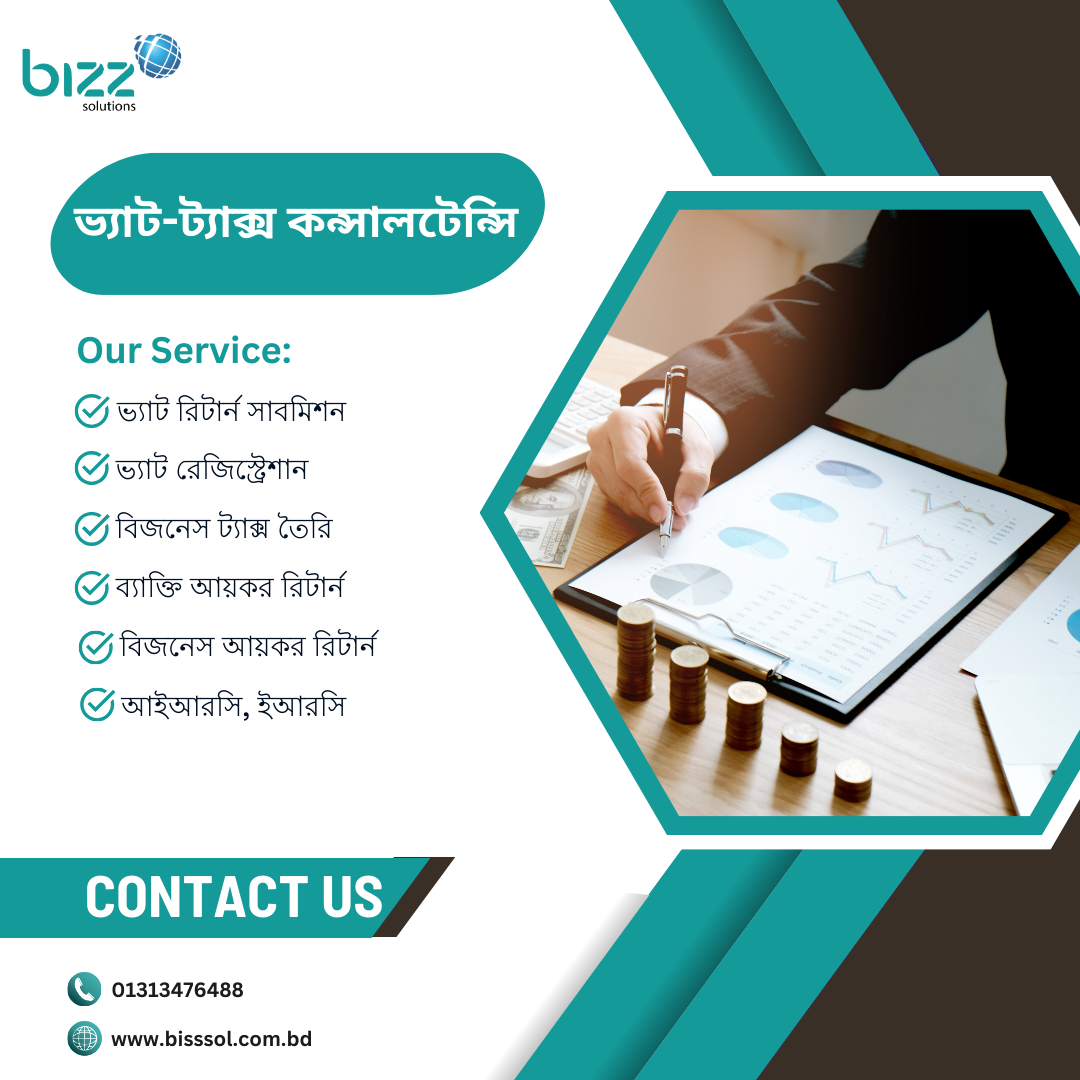 bizz
solutions
ভ্যাট-ট্যাক্স কন্সালটেন্সি
Our Service:
ভ্যাট রিটার্ন সাবমিশন
ভ্যাট রেজিস্ট্রেশান
বিজনেস ট্যাক্স তৈরি
ব্যাক্তি আয়কর রিটার্ন
বিজনেস আয়কর রিটার্ন
আইআরসি, ইআরসি
CONTACT US
01313476488
www.bisssol.com.bd